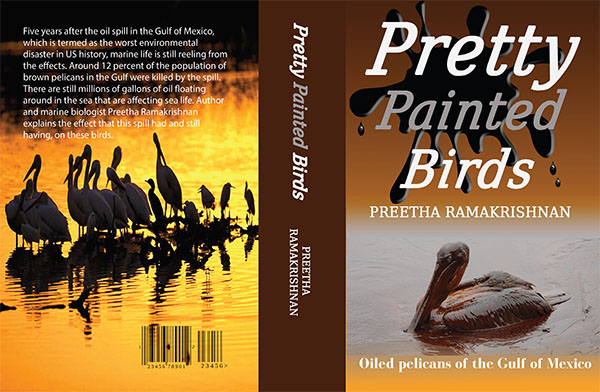 Five years after the oil spill in the Gulf of Mexico,
which is termed as the worst environmental
disaster in US history, marine life is still reeling from
the effects. Around 12 percent of the population of
brown pelicans in the Gulf were killed by the spill.
There are still millions of gallons of oil floating
around in the sea that are affecting sea life. Author
and marine biologist Preetha Ramakrishnan
explains the effect that this spill had and still
having, on these birds.
23456 78901
23456>
Pretty Painted Birds
PREETHA
RAMAKRISHNAN
Pretty
Painted
Birds
PREETHA RAMAKRISHNAN
Oiled pelicans of the Gulf of Mexico